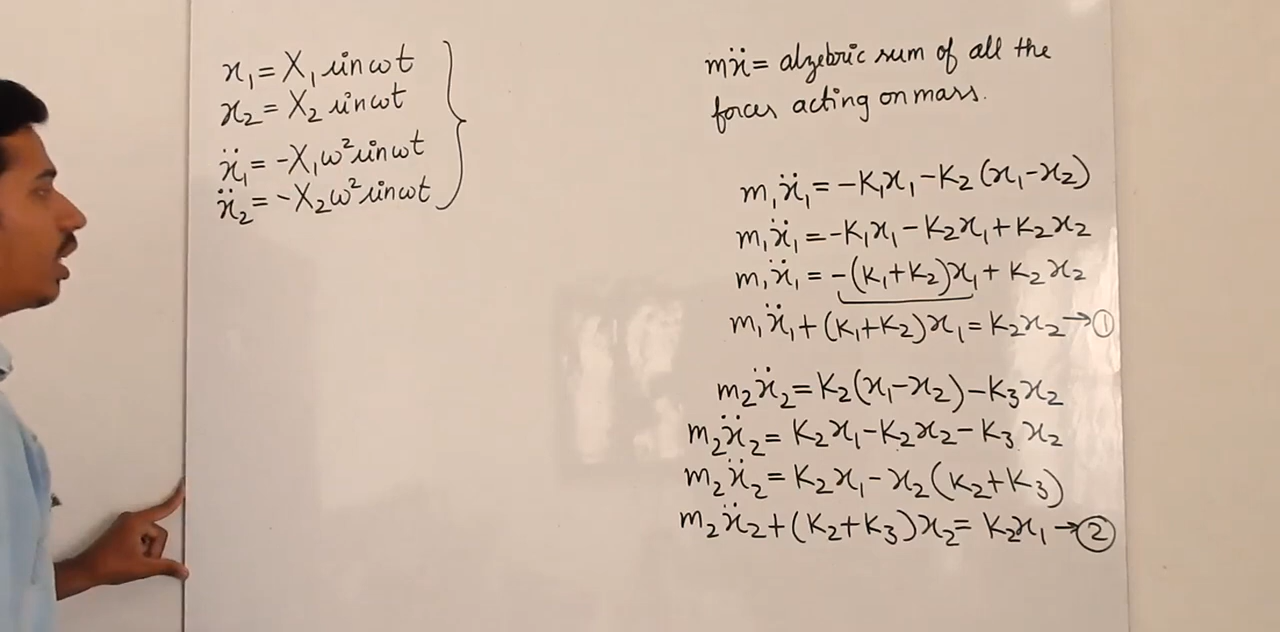 x₁ = X₁ sin ωt
x₂ = X₂ sin ωt
ẍ₁ = -X₁ω² sin ωt
ẍ₂ = -X₂ω² sin ωt
mẍ = algebric sum of all the
forces acting on mass.
m₁ẍ₁ = -K₁x₁ - K₂(x₁-x₂)
m₁ẍ₁ = -K₁x₁ - K₂x₁ + K₂x₂
m₁ẍ₁ = -(K₁+K₂)x₁ + K₂x₂
m₁ẍ₁ + (K₁+K₂)x₁ = K₂x₂ → ①
m₂ẍ₂ = K₂(x₁-x₂) - K₃x₂
m₂ẍ₂ = K₂x₁ - K₂x₂ - K₃x₂
m₂ẍ₂ = K₂x₁ - x₂(K₂+K₃)
m₂ẍ₂ + (K₂+K₃)x₂ = K₂x₁ → ②